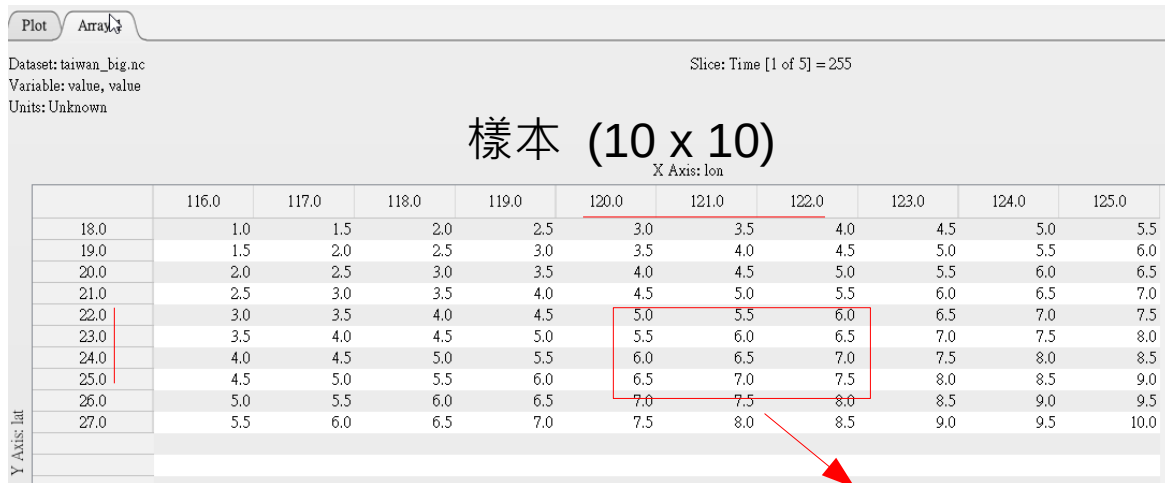 Plot Array 1
Dataset: taiwan_big.nc Slice: Time [1 of 5] = 255
Variable: value, value
Units: Unknown
樣本 (10 x 10)
X Axis: lon
116.0 117.0 118.0 119.0 120.0 121.0 122.0 123.0 124.0 125.0
18.0 1.0 1.5 2.0 2.5 3.0 3.5 4.0 4.5 5.0 5.5
19.0 1.5 2.0 2.5 3.0 3.5 4.0 4.5 5.0 5.5 6.0
20.0 2.0 2.5 3.0 3.5 4.0 4.5 5.0 5.5 6.0 6.5
21.0 2.5 3.0 3.5 4.0 4.5 5.0 5.5 6.0 6.5 7.0
22.0 3.0 3.5 4.0 4.5 5.0 5.5 6.0 6.5 7.0 7.5
23.0 3.5 4.0 4.5 5.0 5.5 6.0 6.5 7.0 7.5 8.0
24.0 4.0 4.5 5.0 5.5 6.0 6.5 7.0 7.5 8.0 8.5
25.0 4.5 5.0 5.5 6.0 6.5 7.0 7.5 8.0 8.5 9.0
26.0 5.0 5.5 6.0 6.5 7.0 7.5 8.0 8.5 9.0 9.5
27.0 5.5 6.0 6.5 7.0 7.5 8.0 8.5 9.0 9.5 10.0
Y Axis: lat